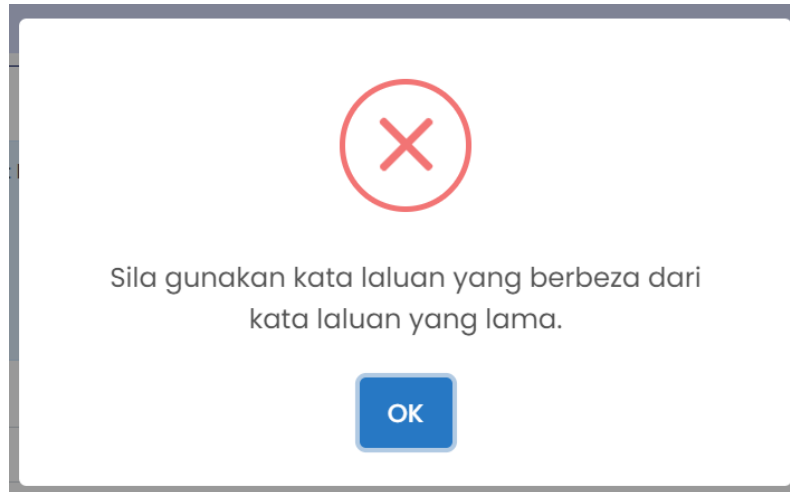 Sila gunakan kata laluan yang berbeza dari
kata laluan yang lama.
OK